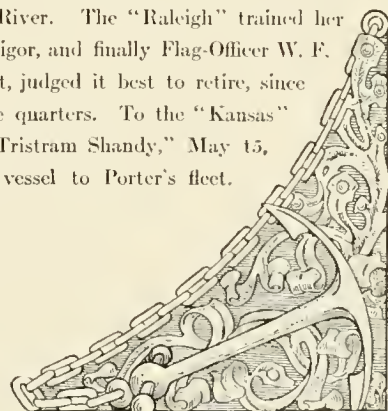 River. The "Raleigh" trained her
igor, and finally Flag-Officer W. F.
t, judged it best to retire, since
e quarters. To the "Kansas"
Tristram Shandy," May 15,
vessel to Porter's fleet.